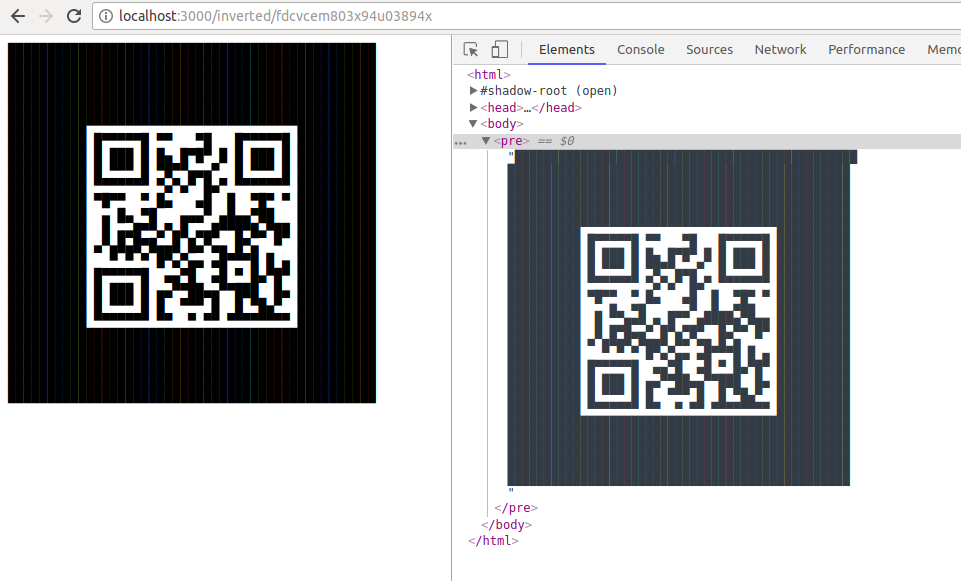 localhost:3000/inverted/fdcvcem803x94u03894x
Elements Console Sources Network Performance Memo
<html>
#shadow-root (open)
<head>…</head>
<body>
<pre> == $0
"
"
</pre>
</body>
</html>